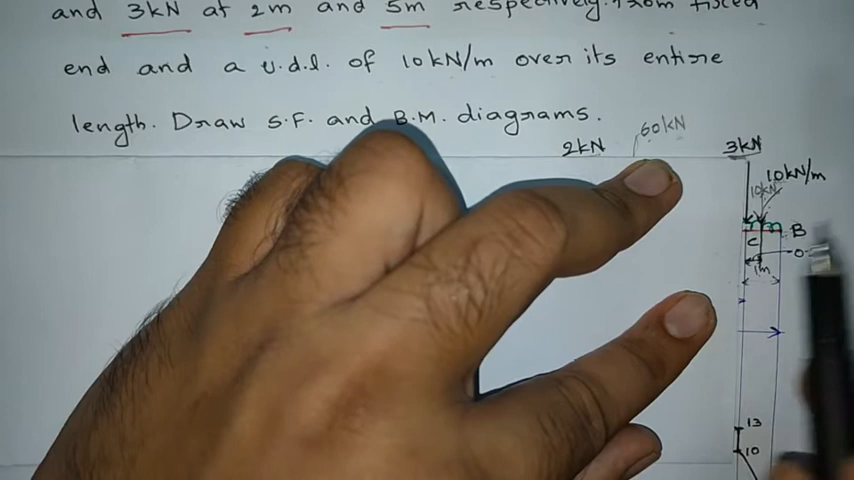 and 3kN at 2m and 5m respectively. from fixed
end and a u.d.l. of 10kN/m over its entire
length. Draw S.F. and B.M. diagrams.
60kN
2kN 3kN
10kN/m
10kN
B
C
1m
13
10